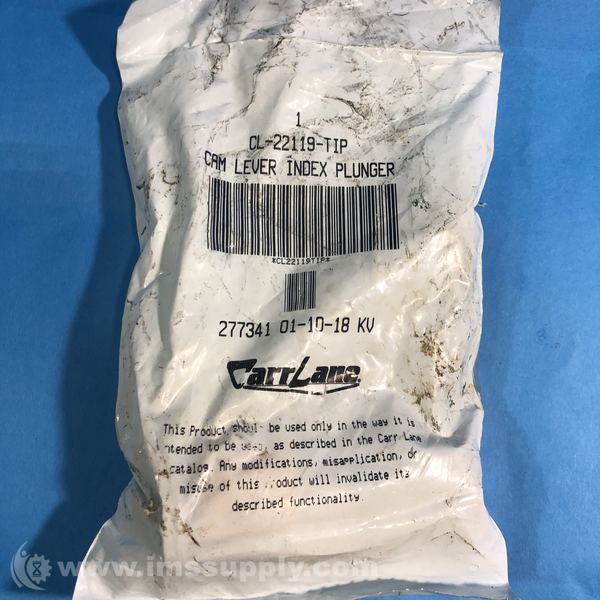 1
CL-22119-TIP
CAM LEVER INDEX PLUNGER
*CL22119TIP*
277341 01-10-18 KV
CarrLane
This Product should be used only in the way it is
intended to be used, as described in the Carr Lane
catalog. Any modifications, misapplication, or
misuse of this product will invalidate its
described functionality.
www.imssupply.com